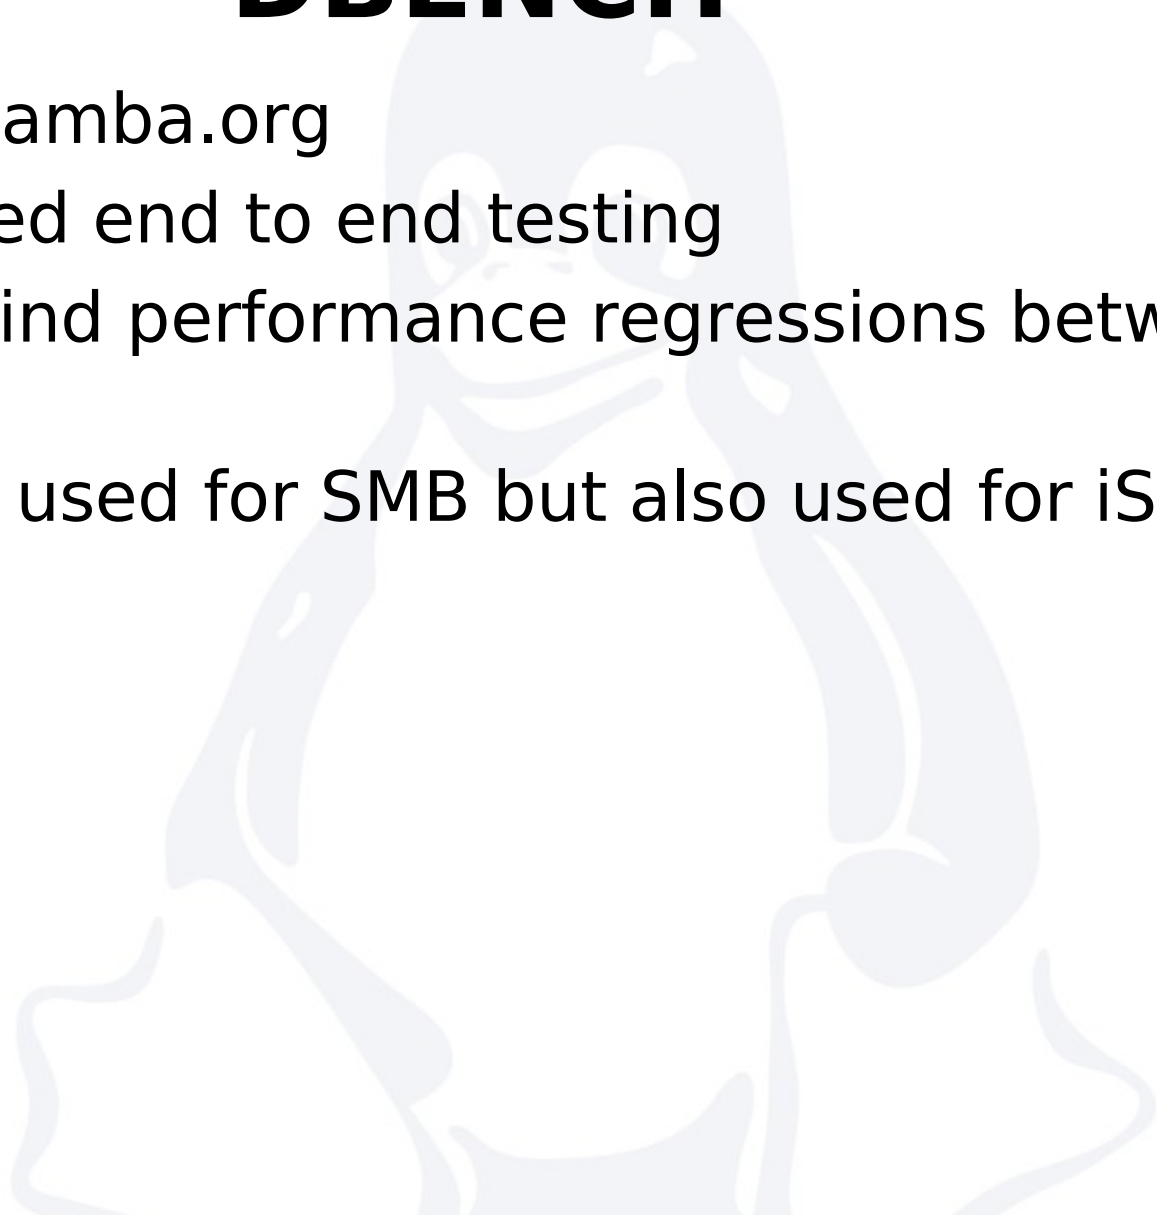 DBENCH
amba.org
ed end to end testing
ind performance regressions betw
used for SMB but also used for iS